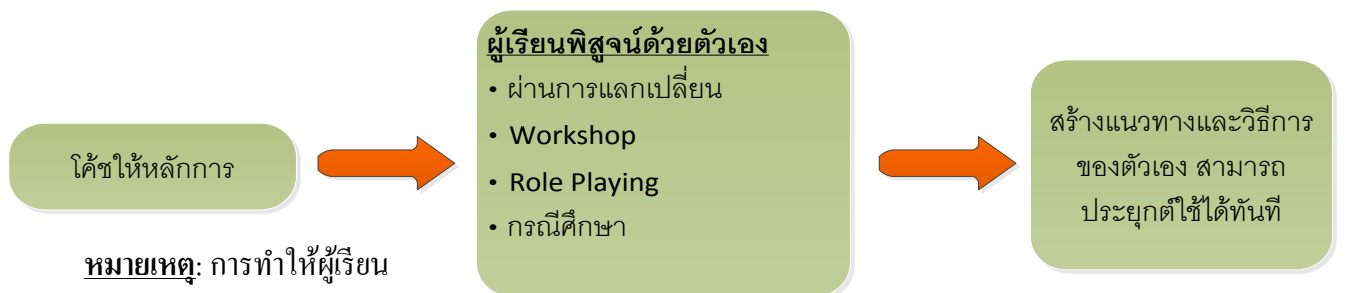 โค้ชให้หลักการ
ผู้เรียนพิสูจน์ด้วยตัวเอง
• ผ่านการแลกเปลี่ยน
• Workshop
• Role Playing
• กรณีศึกษา
สร้างแนวทางและวิธีการ
ของตัวเอง สามารถ
ประยุกต์ใช้ได้ทันที
หมายเหตุ: การทำให้ผู้เรียน